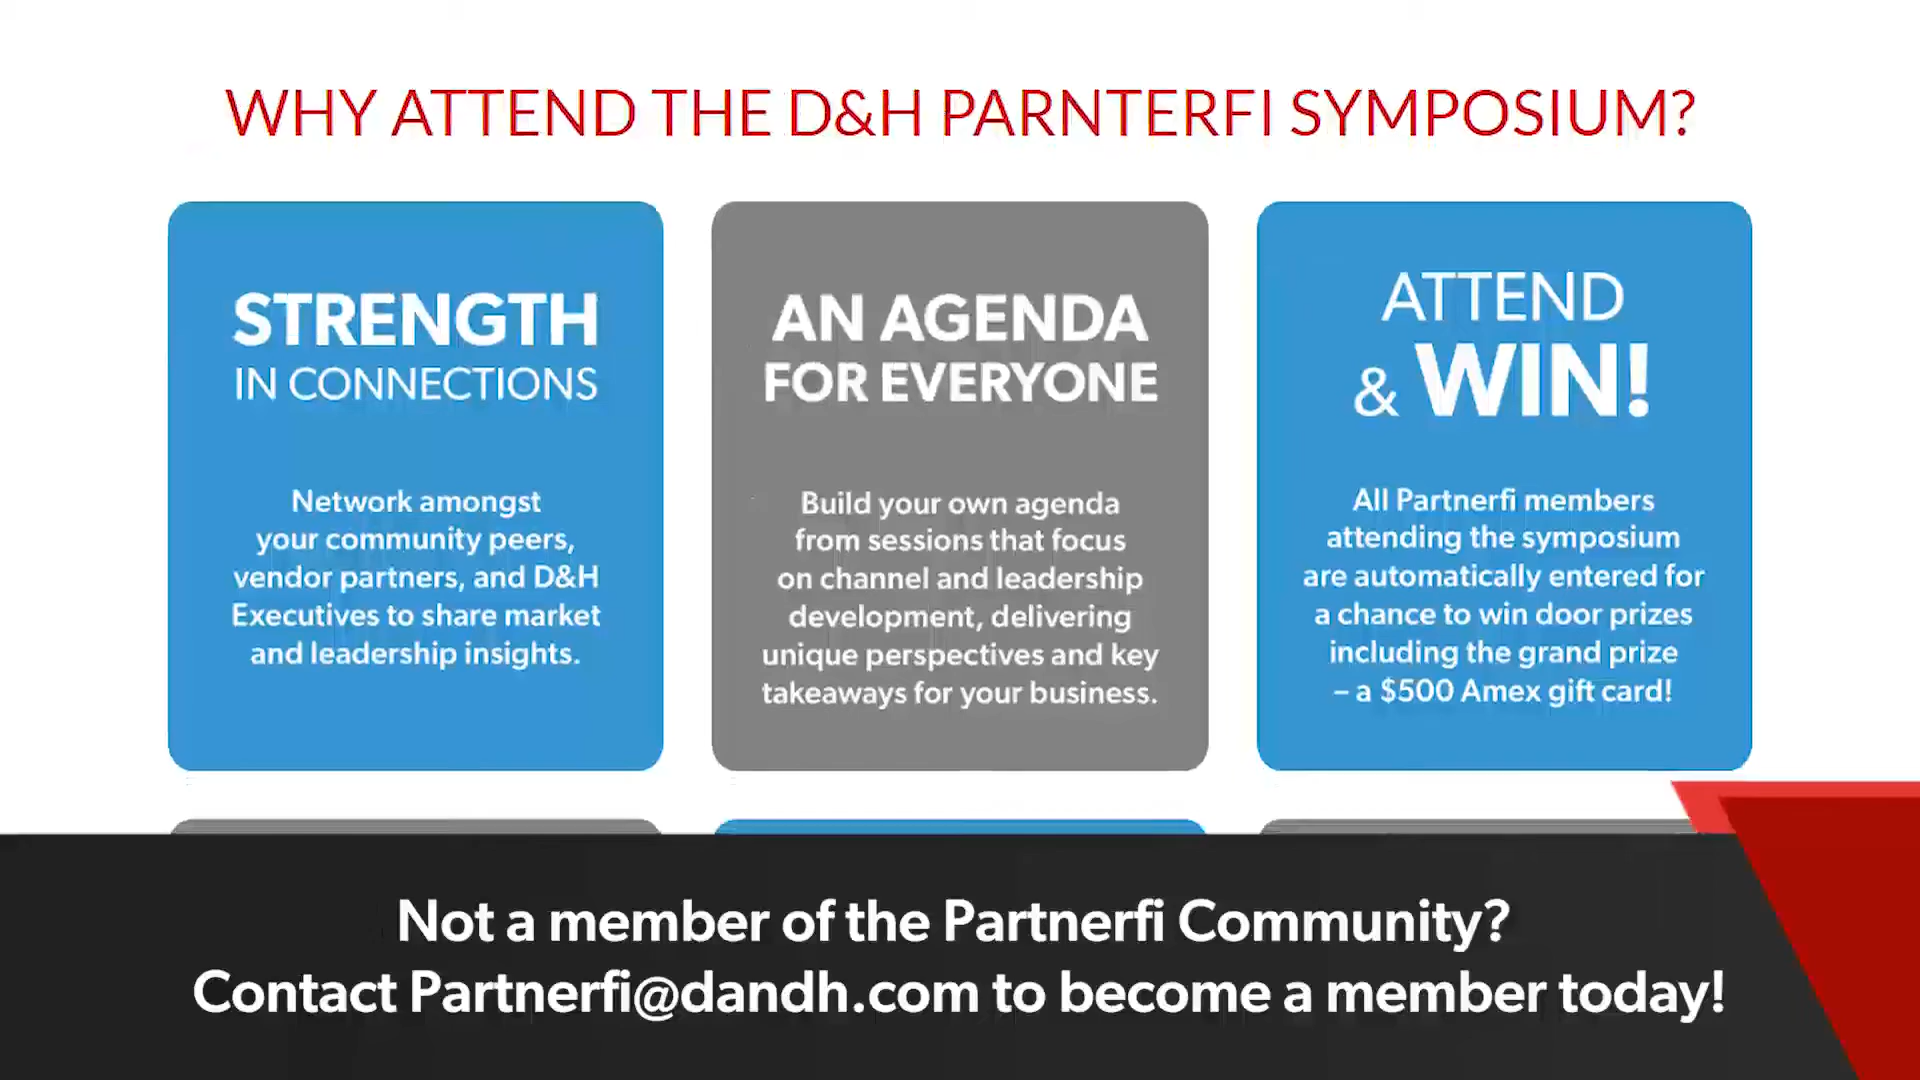 WHY ATTEND THE D&H PARNTERFI SYMPOSIUM?
STRENGTH
IN CONNECTIONS
Network amongst
your community peers,
vendor partners, and D&H
Executives to share market
and leadership insights.
AN AGENDA
FOR EVERYONE
Build your own agenda
from sessions that focus
on channel and leadership
development, delivering
unique perspectives and key
takeaways for your business.
ATTEND
& WIN!
All Partnerfi members
attending the symposium
are automatically entered for
a chance to win door prizes
including the grand prize
– a $500 Amex gift card!
Not a member of the Partnerfi Community?
Contact Partnerfi@dandh.com to become a member today!